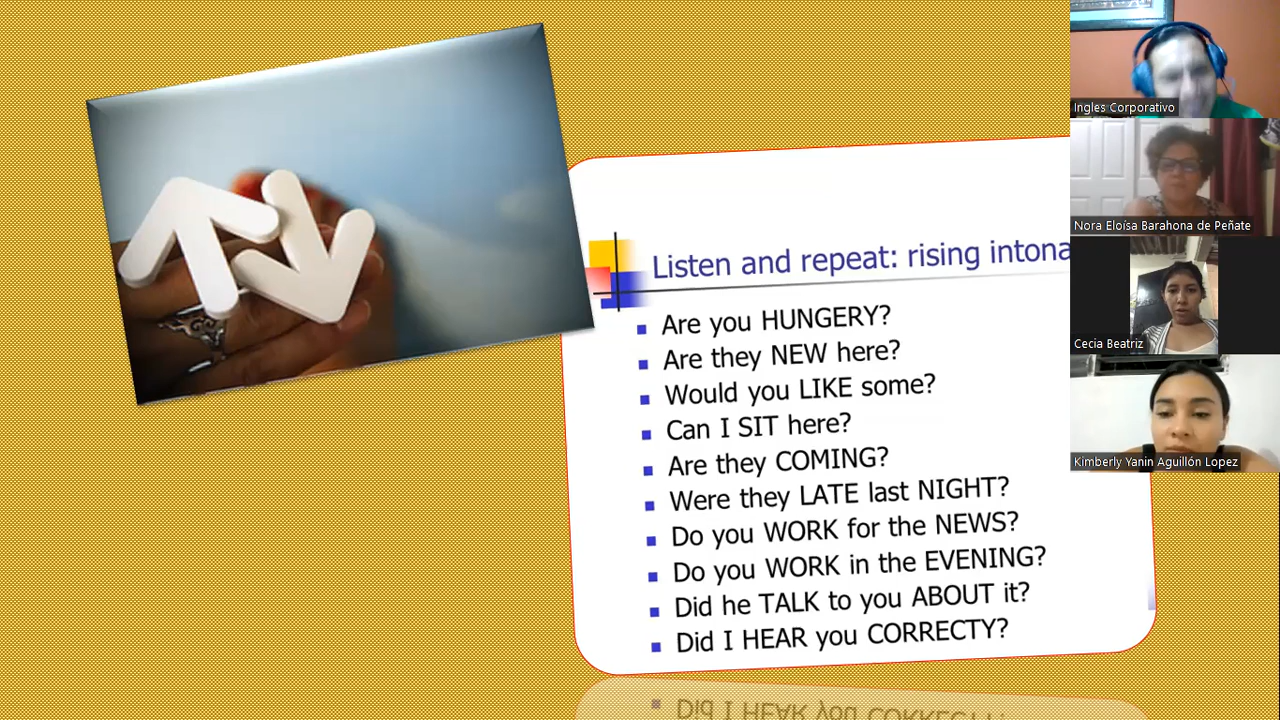 Listen and repeat: rising intona
Are you HUNGERY?
Are they NEW here?
Would you LIKE some?
Can I SIT here?
Are they COMING?
Were they LATE last NIGHT?
Do you WORK for the NEWS?
Do you WORK in the EVENING?
Did he TALK to you ABOUT it?
Did I HEAR you CORRECTY?
Ingles Corporativo
Nora Eloísa Barahona de Peñate
Cecia Beatriz
Kimberly Yanin Aguillón Lopez